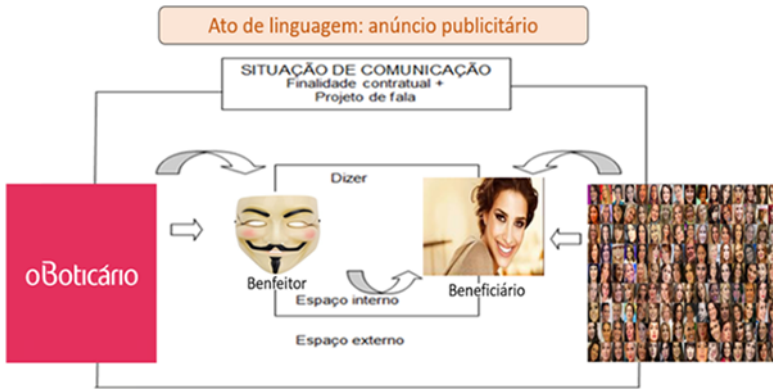 Ato de linguagem: anúncio publicitário
SITUAÇÃO DE COMUNICAÇÃO
Finalidade contratual +
Projeto de fala
Dizer
oBoticário
Benfeitor
Beneficiário
Espaço interno
Espaço externo